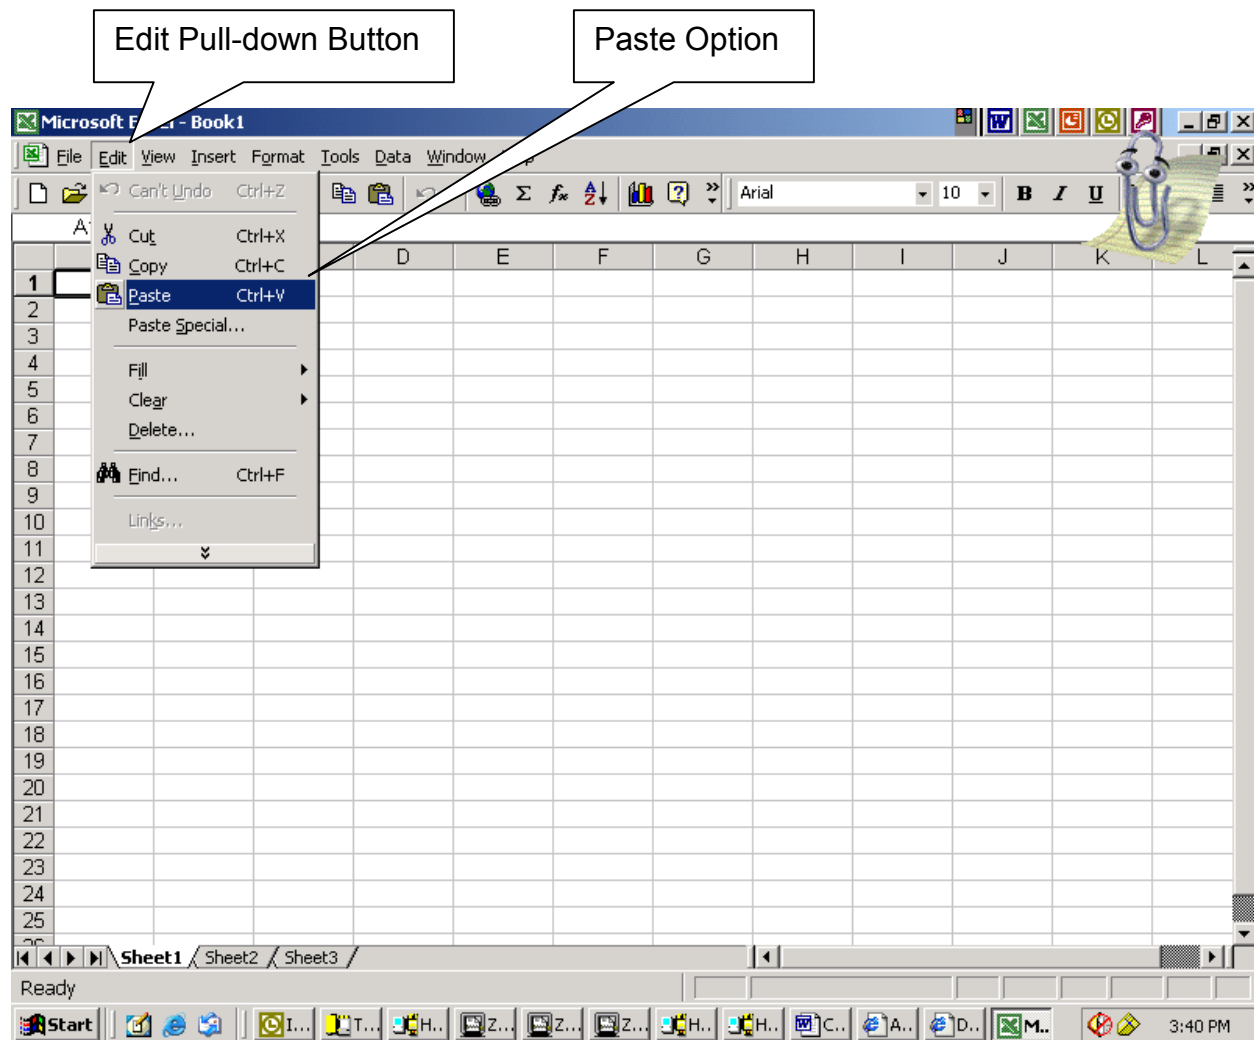 Edit Pull-down Button
Paste Option
Microsoft - Book1
File Edit View Insert Format Tools Data Window
Arial 10 B I U
Can't Undo Ctrl+Z
Cut Ctrl+X
Copy Ctrl+C
Paste Ctrl+V
Paste Special...
Fill
Clear
Delete...
Find... Ctrl+F
Links...
D E F G H I J K L
1
2
3
4
5
6
7
8
9
10
11
12
13
14
15
16
17
18
19
20
21
22
23
24
25
Sheet1 Sheet2 Sheet3
Ready
Start I... T... H.. Z... Z... Z... H.. H.. C.. A.. D.. M.. 3:40 PM